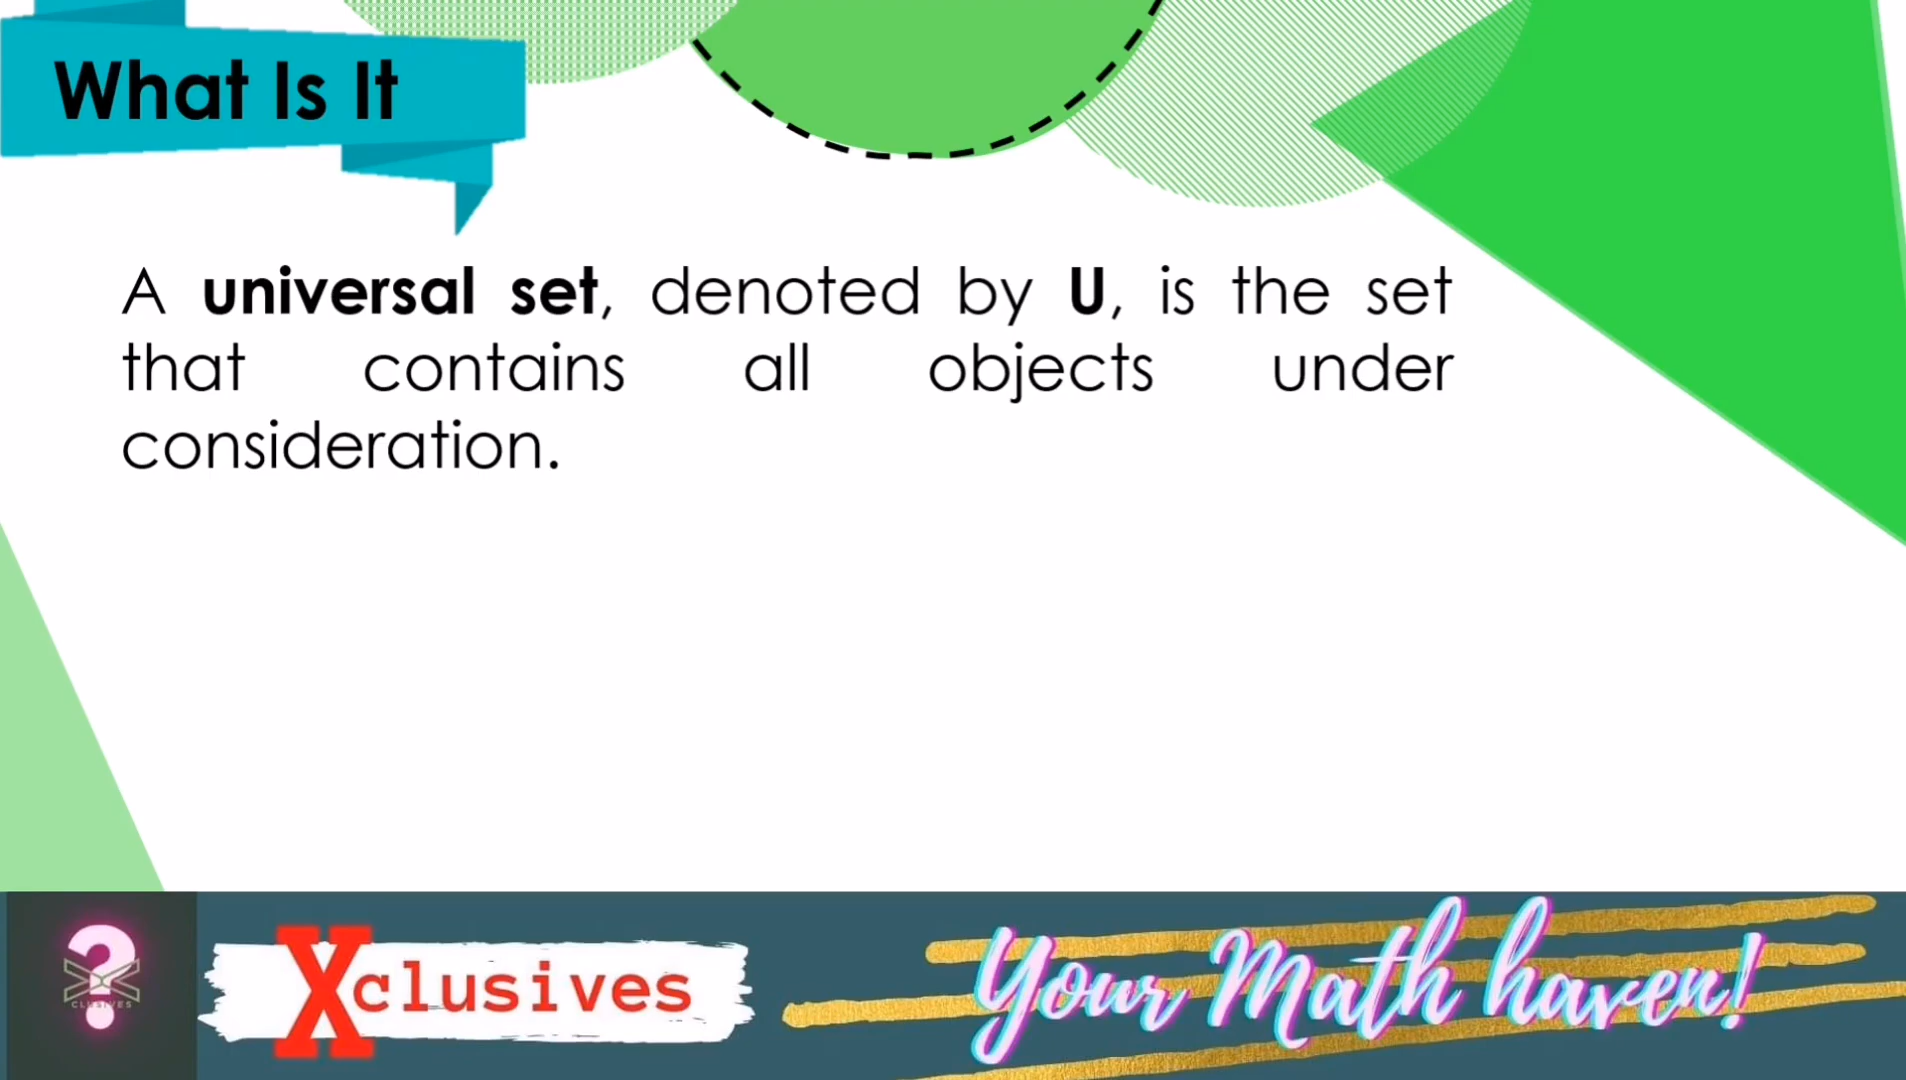 What Is It
A universal set, denoted by U, is the set
that contains all objects under
consideration.
?
CLUSIVES
Xclusives
Your Math haven!